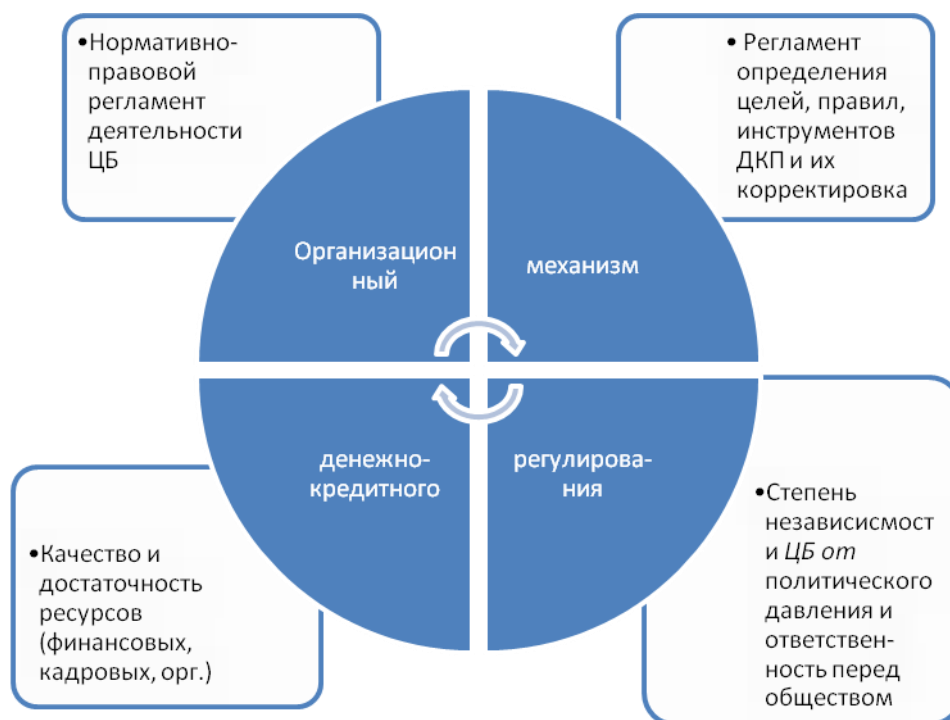 •Нормативно-
правовой
регламент
деятельности
ЦБ
• Регламент
определения
целей, правил,
инструментов
ДКП и их
корректировка
Организацион
ный
механизм
денежно-
кредитного
регулирова-
ния
•Качество и
достаточность
ресурсов
(финансовых,
кадровых, орг.)
•Степень
независисмост
и ЦБ от
политического
давления и
ответствен-
ность перед
обществом